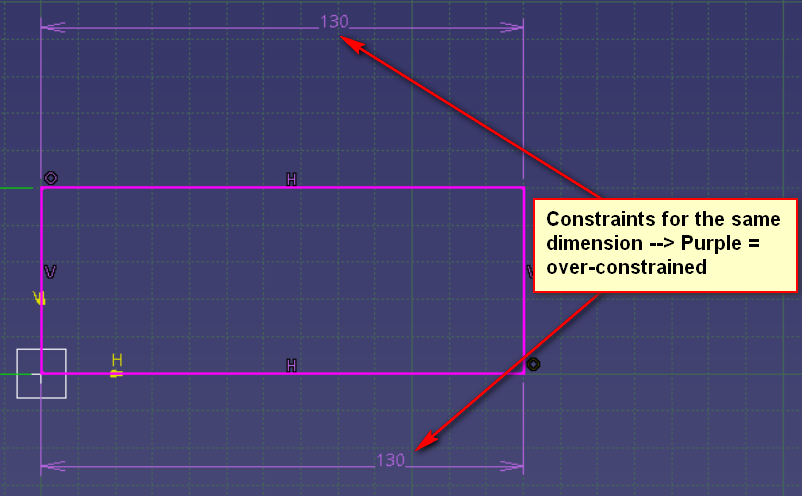 130
H
Constraints for the same
dimension --> Purple =
over-constrained
V
V
H
H
130